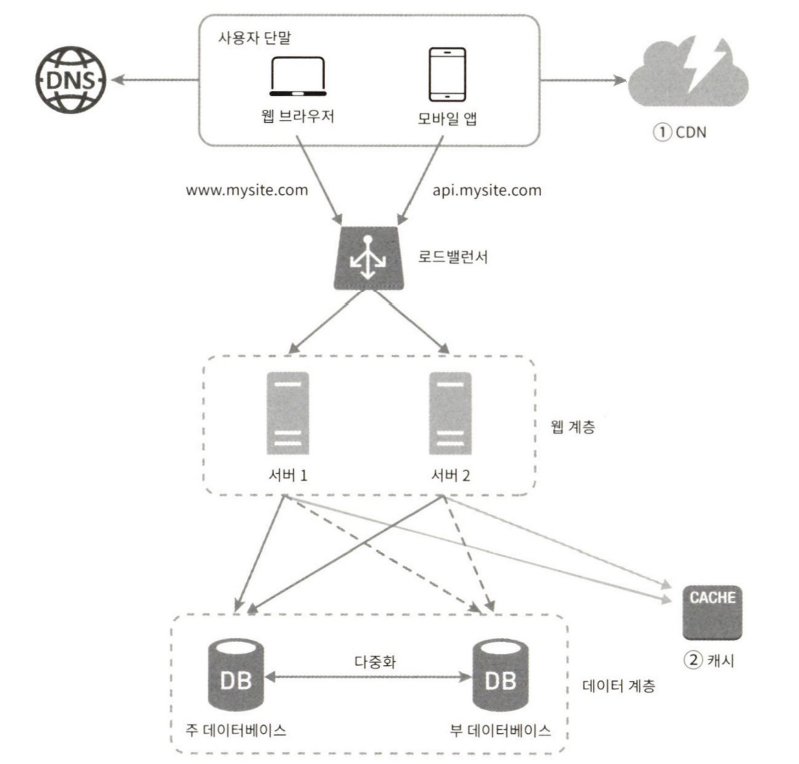 사용자 단말
DNS
웹 브라우저
모바일 앱
① CDN
www.mysite.com
api.mysite.com
로드밸런서
웹 계층
서버 1
서버 2
CACHE
② 캐시
다중화
DB
DB
데이터 계층
주 데이터베이스
부 데이터베이스